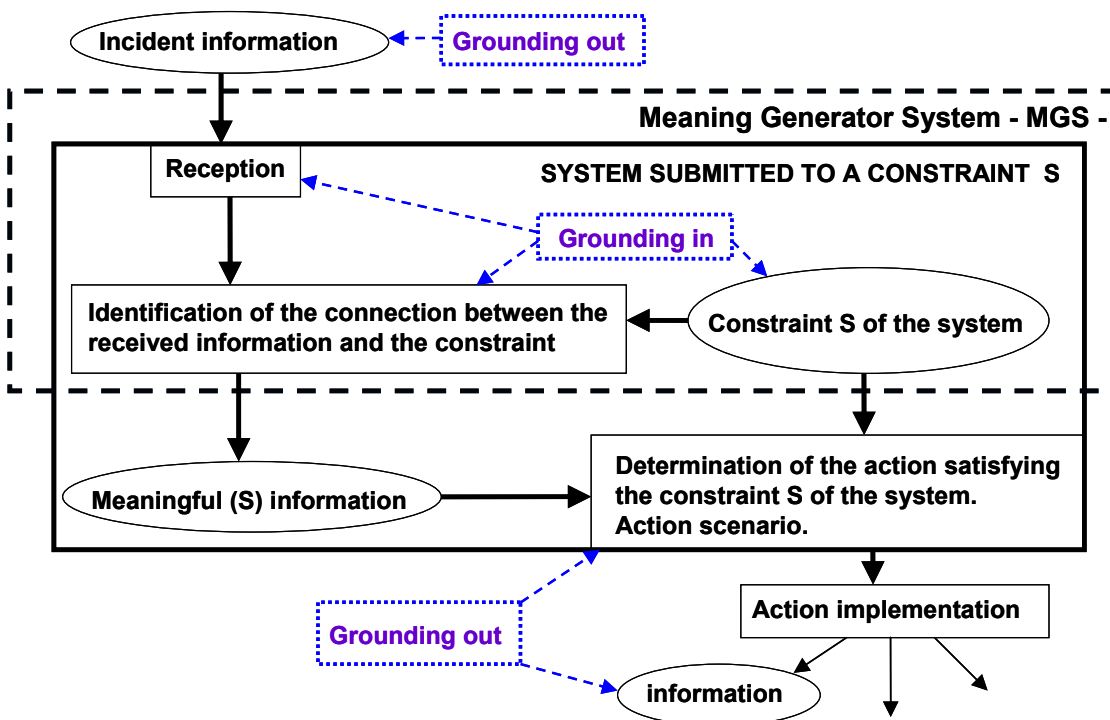 Incident information
Grounding out
Meaning Generator System - MGS -
Reception
SYSTEM SUBMITTED TO A CONSTRAINT S
Grounding in
Identification of the connection between the
received information and the constraint
Constraint S of the system
Meaningful (S) information
Determination of the action satisfying
the constraint S of the system.
Action scenario.
Grounding out
Action implementation
information